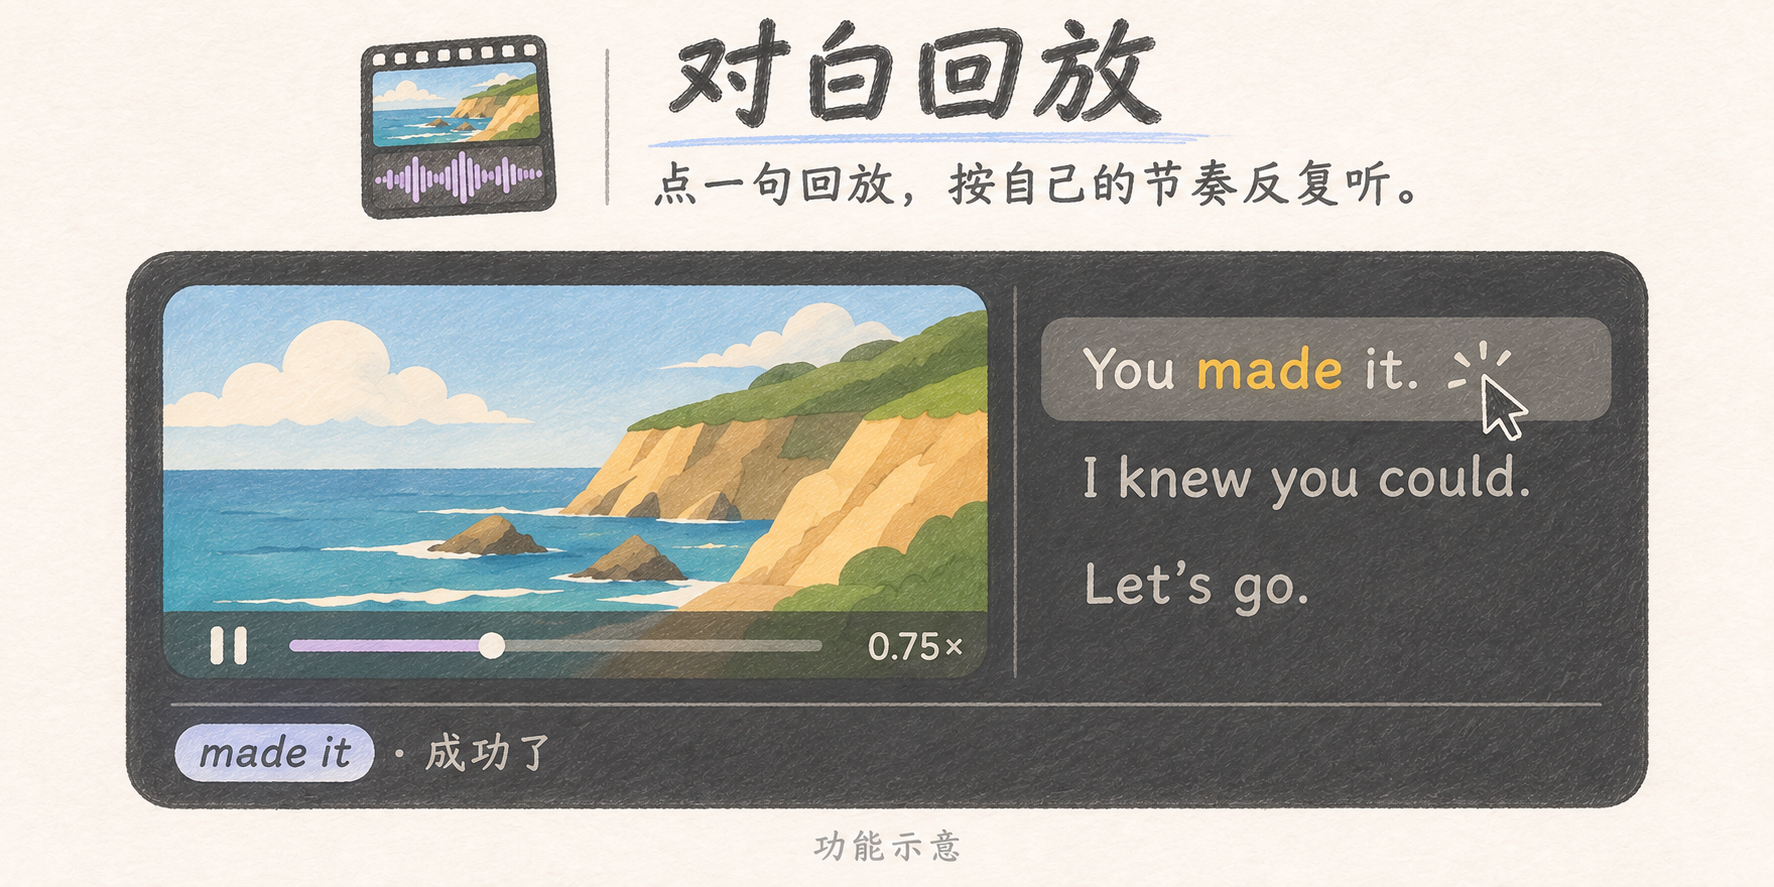 对白回放
点一句回放，按自己的节奏反复听。
You made it.
I knew you could.
Let’s go.
0.75×
made it · 成功了
功能示意